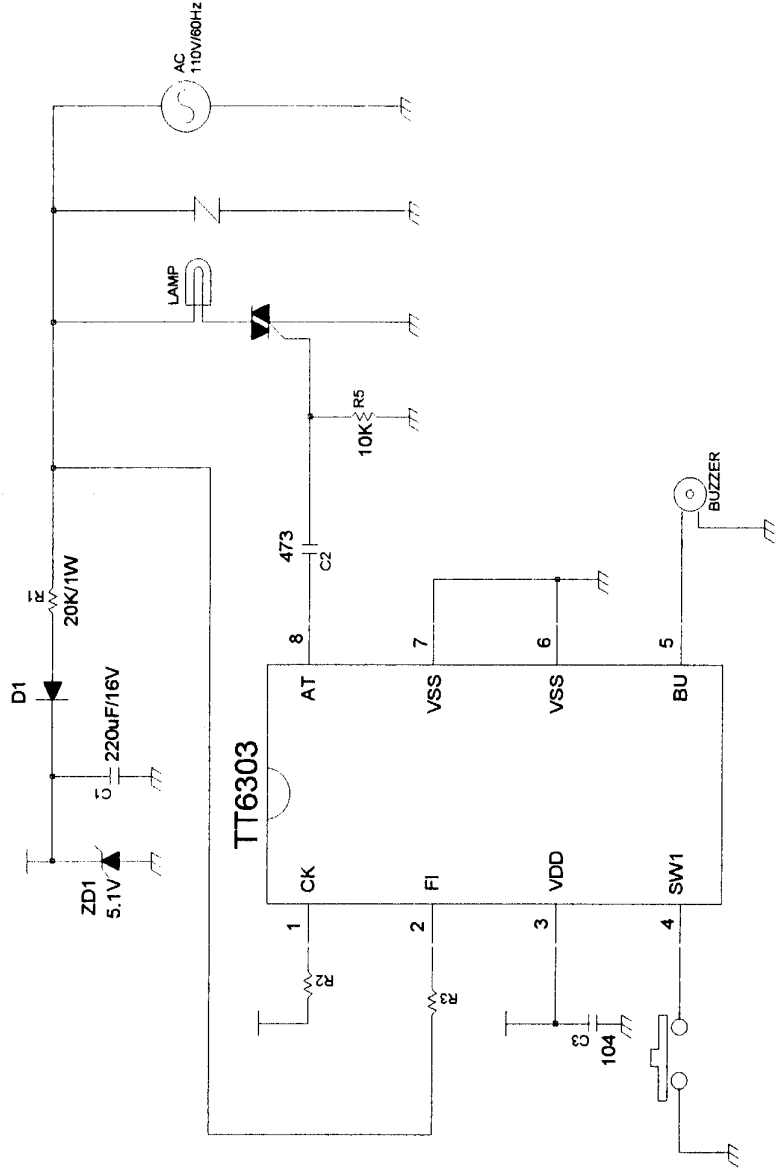 AC
110V/60Hz
LAMP
R5
10K
R1
20K/1W
D1
220uF/16V
C1
ZD1
5.1V
473
C2
BUZZER
TT6303
AT
8
VSS
7
VSS
6
BU
5
CK
1
FI
2
VDD
3
SW1
4
R2
R3
C3
104